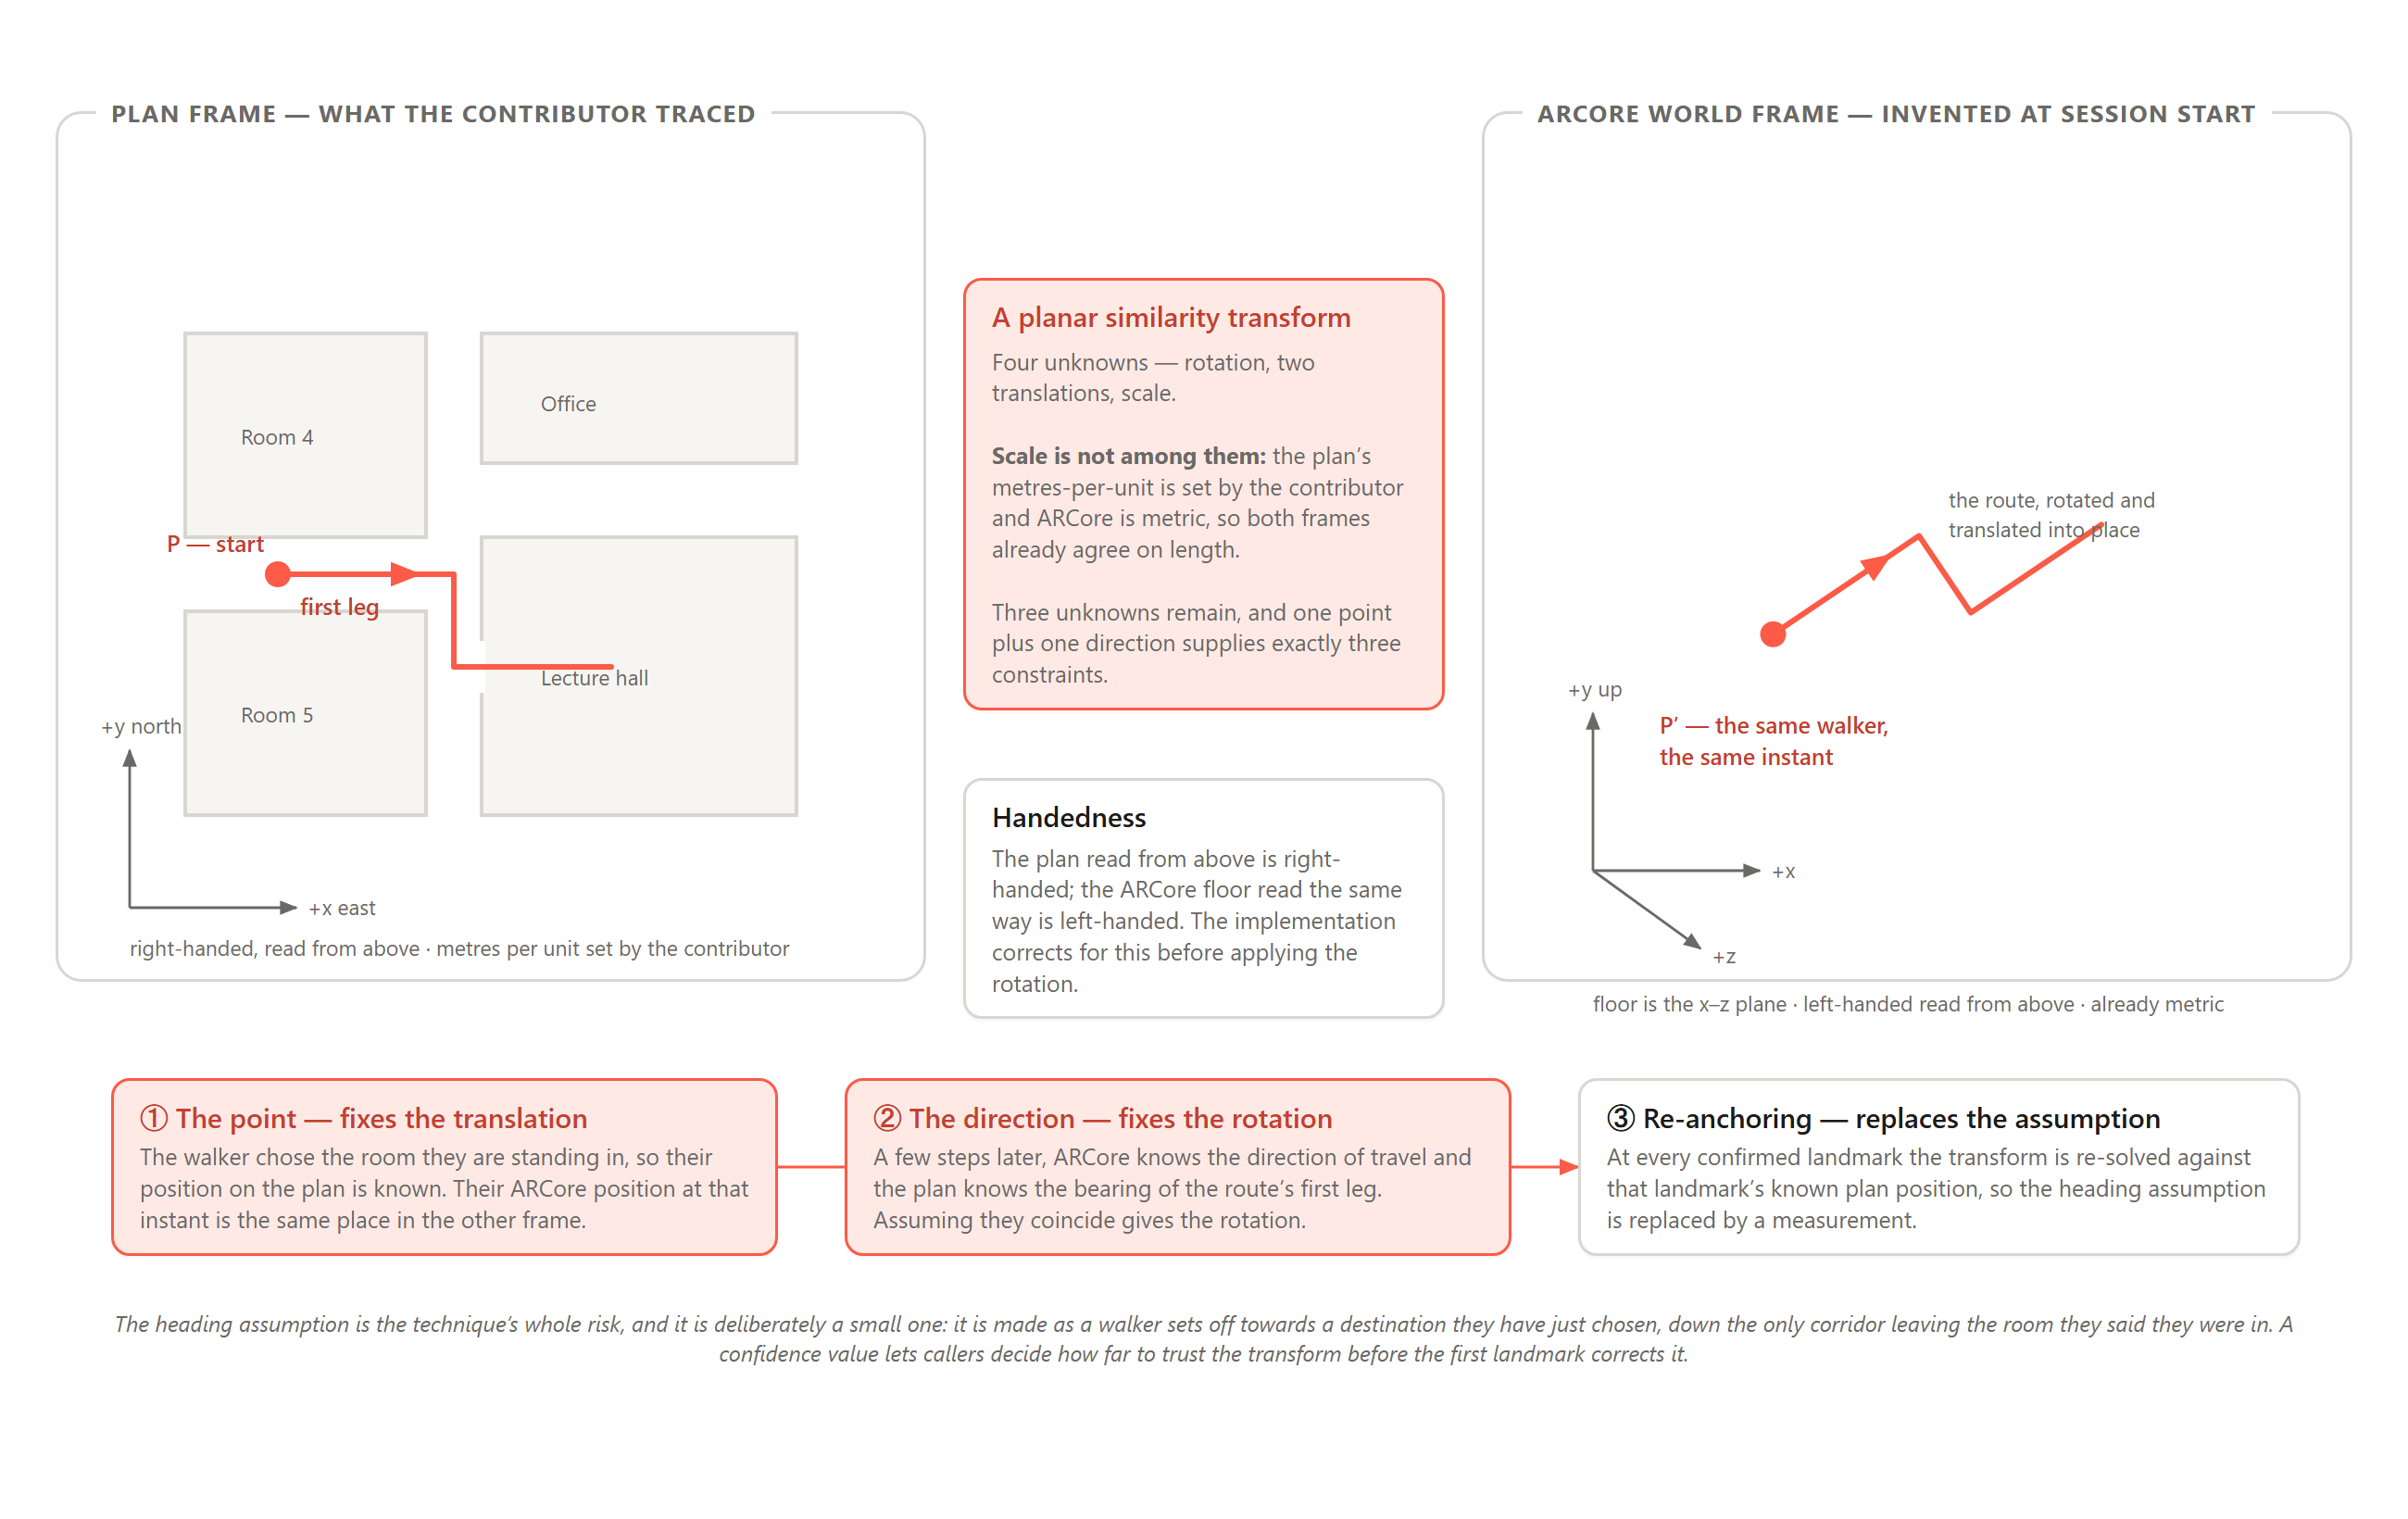 PLAN FRAME — WHAT THE CONTRIBUTOR TRACED
Room 4
Office
P — start
first leg
Lecture hall
Room 5
+y north
+x east
right-handed, read from above · metres per unit set by the contributor
A planar similarity transform
Four unknowns — rotation, two
translations, scale.
Scale is not among them: the plan’s
metres-per-unit is set by the contributor
and ARCore is metric, so both frames
already agree on length.
Three unknowns remain, and one point
plus one direction supplies exactly three
constraints.
Handedness
The plan read from above is right-
handed; the ARCore floor read the same
way is left-handed. The implementation
corrects for this before applying the
rotation.
ARCORE WORLD FRAME — INVENTED AT SESSION START
the route, rotated and
translated into place
+y up
P′ — the same walker,
the same instant
+x
+z
floor is the x–z plane · left-handed read from above · already metric
① The point — fixes the translation
The walker chose the room they are standing in, so their
position on the plan is known. Their ARCore position at that
instant is the same place in the other frame.
② The direction — fixes the rotation
A few steps later, ARCore knows the direction of travel and
the plan knows the bearing of the route’s first leg.
Assuming they coincide gives the rotation.
③ Re-anchoring — replaces the assumption
At every confirmed landmark the transform is re-solved against
that landmark’s known plan position, so the heading assumption
is replaced by a measurement.
The heading assumption is the technique’s whole risk, and it is deliberately a small one: it is made as a walker sets off towards a destination they have just chosen, down the only corridor leaving the room they said they were in. A
confidence value lets callers decide how far to trust the transform before the first landmark corrects it.